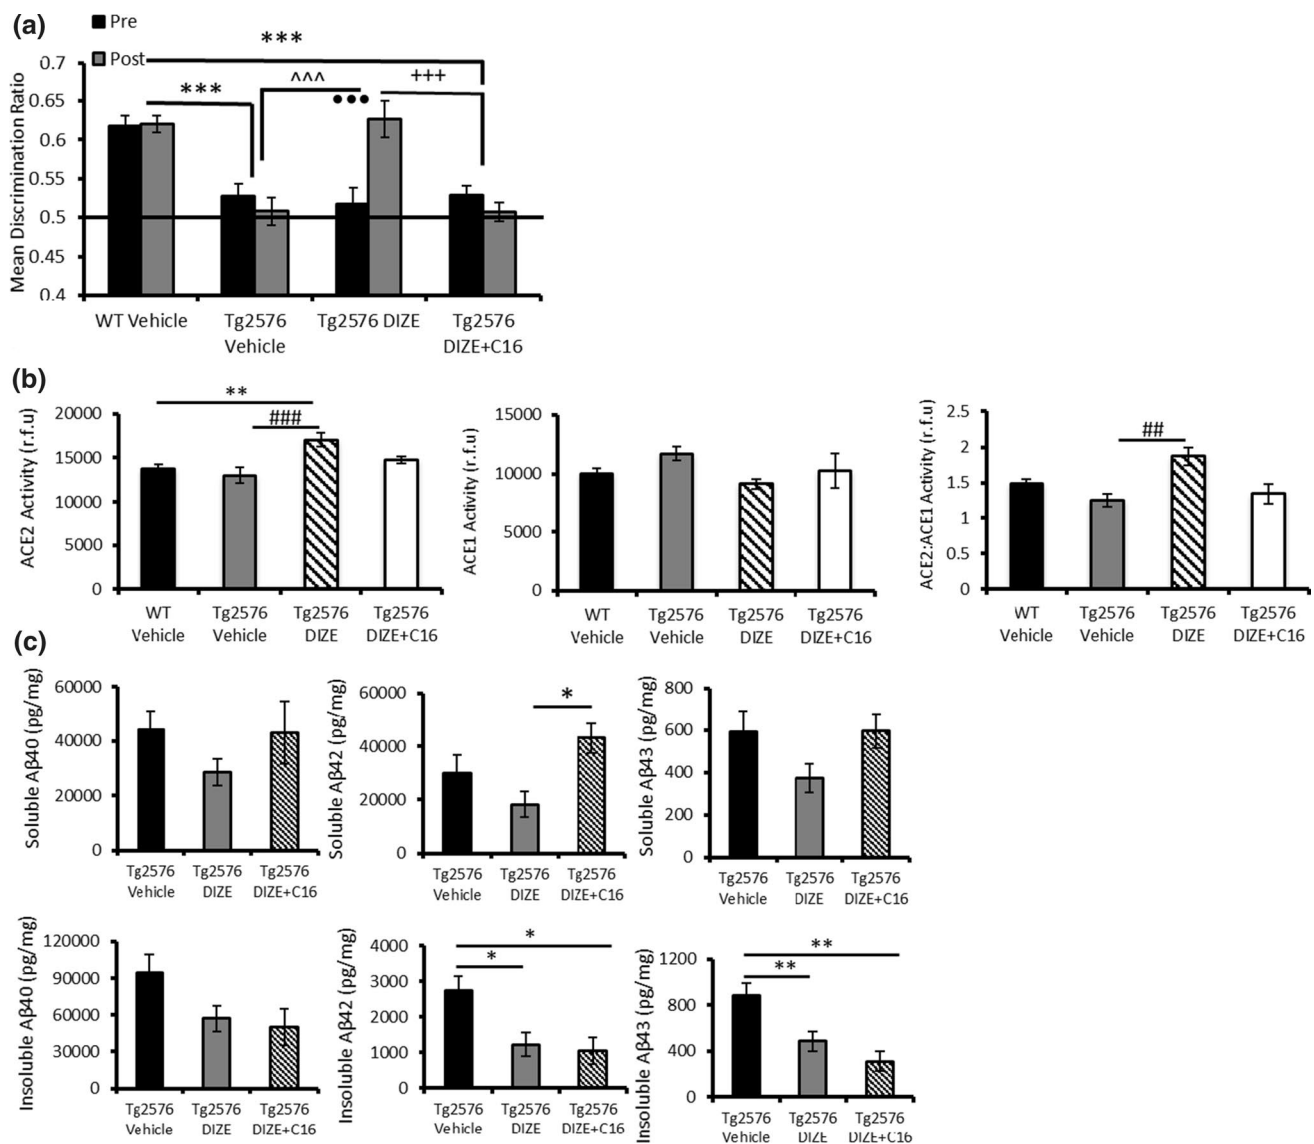 (a)
Pre
Post
***
***
^^^
•••
+++
Mean Discrimination Ratio
0.7
0.65
0.6
0.55
0.5
0.45
0.4
WT Vehicle
Tg2576
Vehicle
Tg2576 DIZE
Tg2576
DIZE+C16
(b)
ACE2 Activity (r.f.u)
20000
15000
10000
5000
0
**
###
WT
Vehicle
Tg2576
Vehicle
Tg2576
DIZE
Tg2576
DIZE+C16
ACE1 Activity (r.f.u)
15000
10000
5000
0
WT
Vehicle
Tg2576
Vehicle
Tg2576
DIZE
Tg2576
DIZE+C16
ACE2:ACE1 Activity (r.f.u)
2.5
2
1.5
1
0.5
0
##
WT
Vehicle
Tg2576
Vehicle
Tg2576
DIZE
Tg2576
DIZE+C16
(c)
Soluble Aβ40 (pg/mg)
60000
40000
20000
0
Tg2576
Vehicle
Tg2576
DIZE
Tg2576
DIZE+C16
Soluble Aβ42 (pg/mg)
60000
40000
20000
0
*
Tg2576
Vehicle
Tg2576
DIZE
Tg2576
DIZE+C16
Soluble Aβ43 (pg/mg)
800
600
400
200
0
Tg2576
Vehicle
Tg2576
DIZE
Tg2576
DIZE+C16
Insoluble Aβ40 (pg/mg)
120000
90000
60000
30000
0
Tg2576
Vehicle
Tg2576
DIZE
Tg2576
DIZE+C16
Insoluble Aβ42 (pg/mg)
4000
3000
2000
1000
0
*
*
Tg2576
Vehicle
Tg2576
DIZE
Tg2576
DIZE+C16
Insoluble Aβ43 (pg/mg)
1200
800
400
0
**
**
Tg2576
Vehicle
Tg2576
DIZE
Tg2576
DIZE+C16